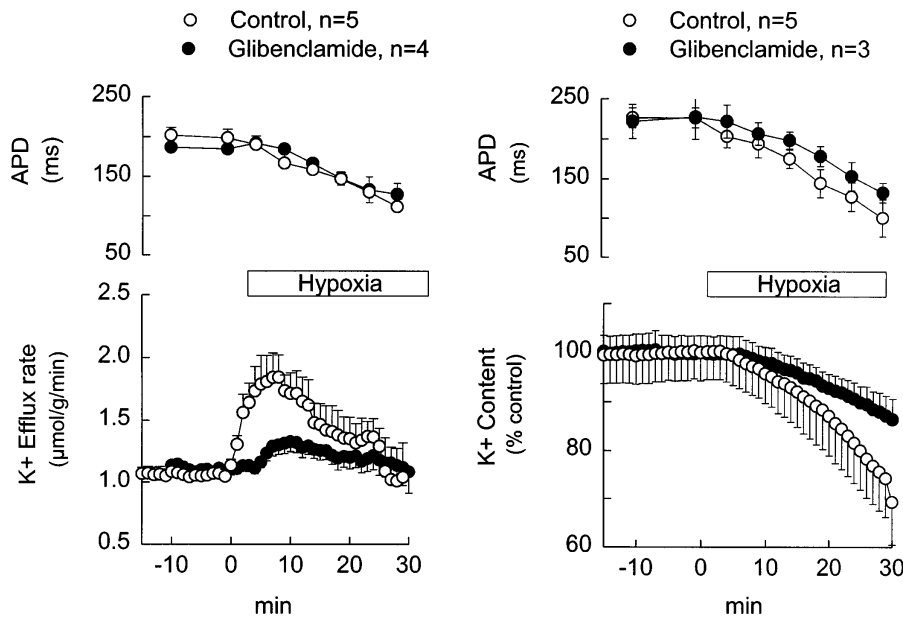 Control, n=5
Glibenclamide, n=4
250
150
50
APD
(ms)
Hypoxia
2.5
2.0
1.5
1.0
0.5
K+ Efflux rate
(μmol/g/min)
-10 0 10 20 30
min
Control, n=5
Glibenclamide, n=3
250
150
50
APD
(ms)
Hypoxia
100
80
60
K+ Content
(% control)
-10 0 10 20 30
min